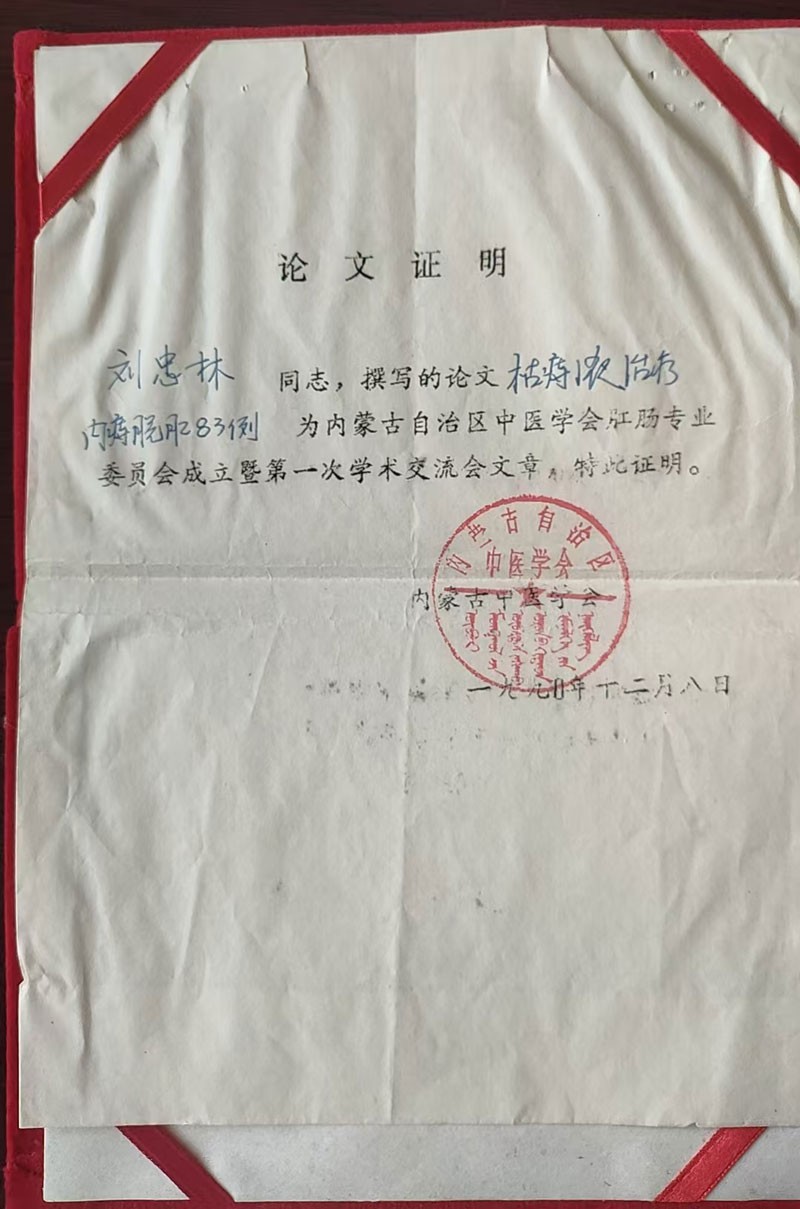 论文证明
刘忠林 同志，撰写的论文 枯痔液治疗
内痔脱肛83例 为内蒙古自治区中医学会肛肠专业
委员会成立暨第一次学术交流会文章，特此证明。
内蒙古自治区
中医学会
内蒙古中医学会
一九九〇年十二月八日